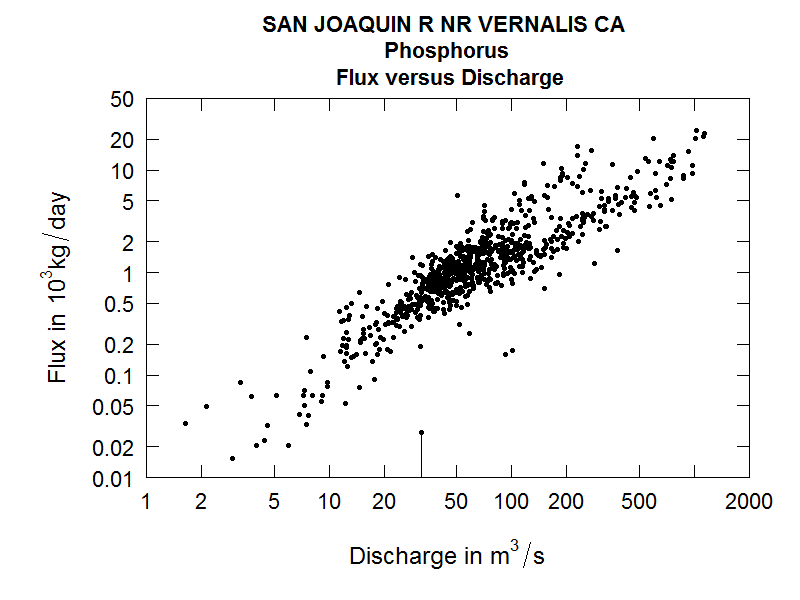 SAN JOAQUIN R NR VERNALIS CA
Phosphorus
Flux versus Discharge
Flux in 10³kg/day
50
20
10
5
2
1
0.5
0.2
0.1
0.05
0.02
0.01
1 2 5 10 20 50 100 200 500 2000
Discharge in m³/s